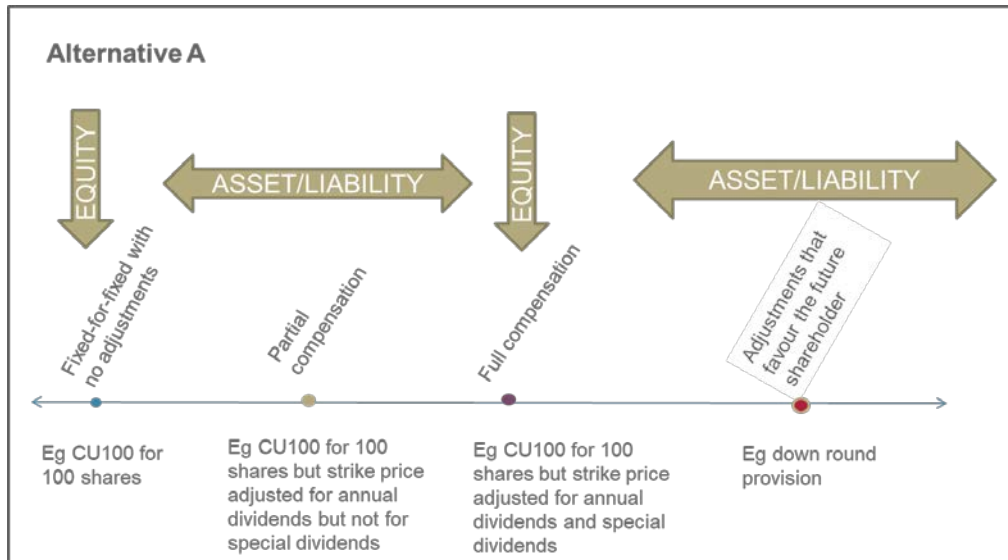 Alternative A
EQUITY
ASSET/LIABILITY
EQUITY
ASSET/LIABILITY
Fixed-for-fixed with
no adjustments
Partial
compensation
Full compensation
Adjustments that
favour the future
shareholder
Eg CU100 for
100 shares
Eg CU100 for 100
shares but strike price
adjusted for annual
dividends but not for
special dividends
Eg CU100 for 100
shares but strike price
adjusted for annual
dividends and special
dividends
Eg down round
provision